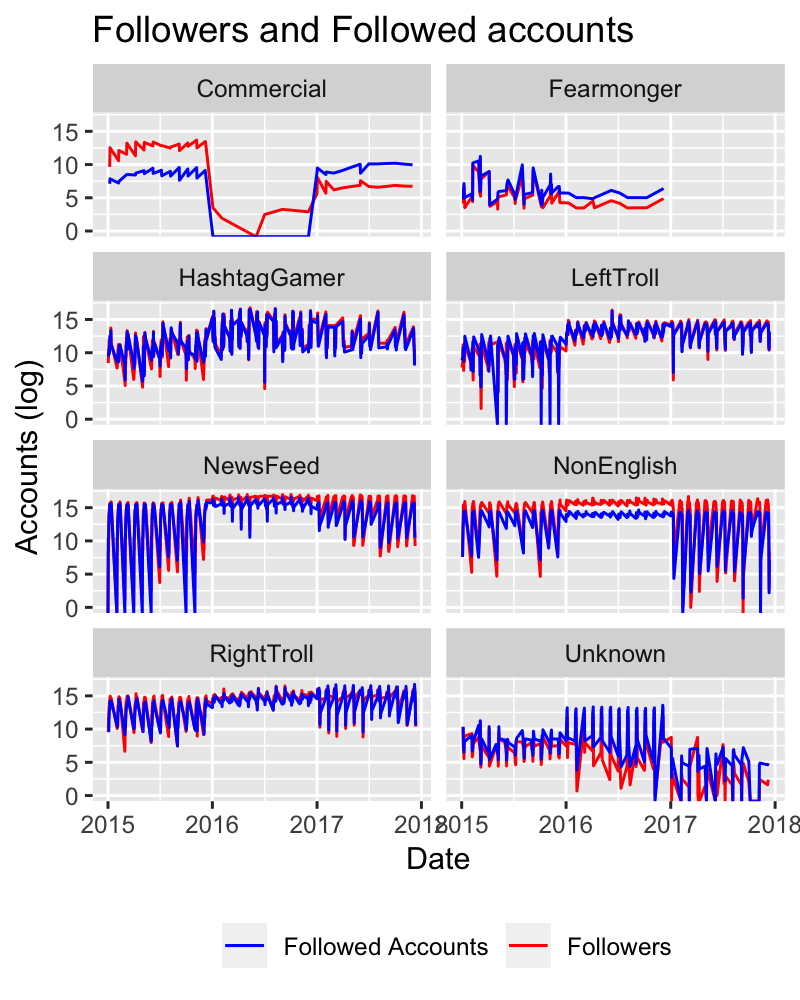 Followers and Followed accounts
Commercial
Fearmonger
15
10
5
0
HashtagGamer
LeftTroll
15
10
5
0
NewsFeed
NonEnglish
15
10
5
0
RightTroll
Unknown
15
10
5
0
Accounts (log)
2015 2016 2017 2018
2015 2016 2017 2018
Date
Followed Accounts
Followers